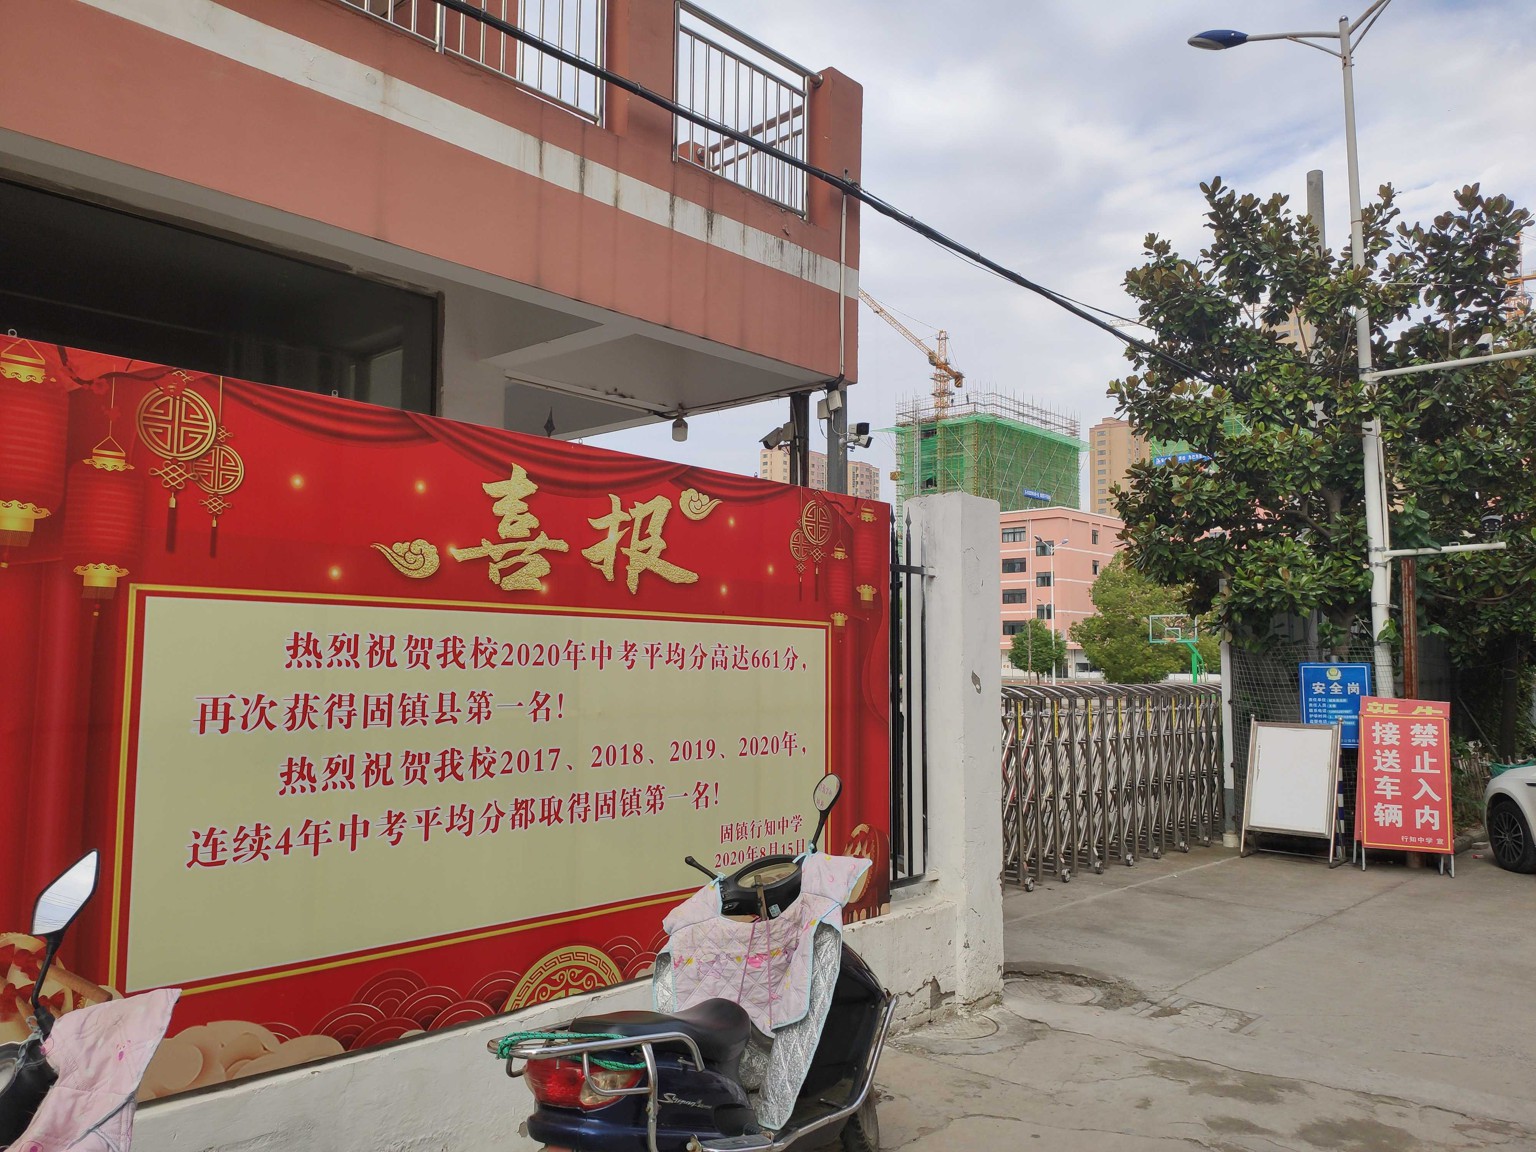 喜报
热烈祝贺我校2020年中考平均分高达661分，
再次获得固镇县第一名！
热烈祝贺我校2017、2018、2019、2020年，
连续4年中考平均分都取得固镇第一名！
固镇行知中学
2020年8月15日
安全岗
新生
禁止入内
接送车辆
行知中学 宣